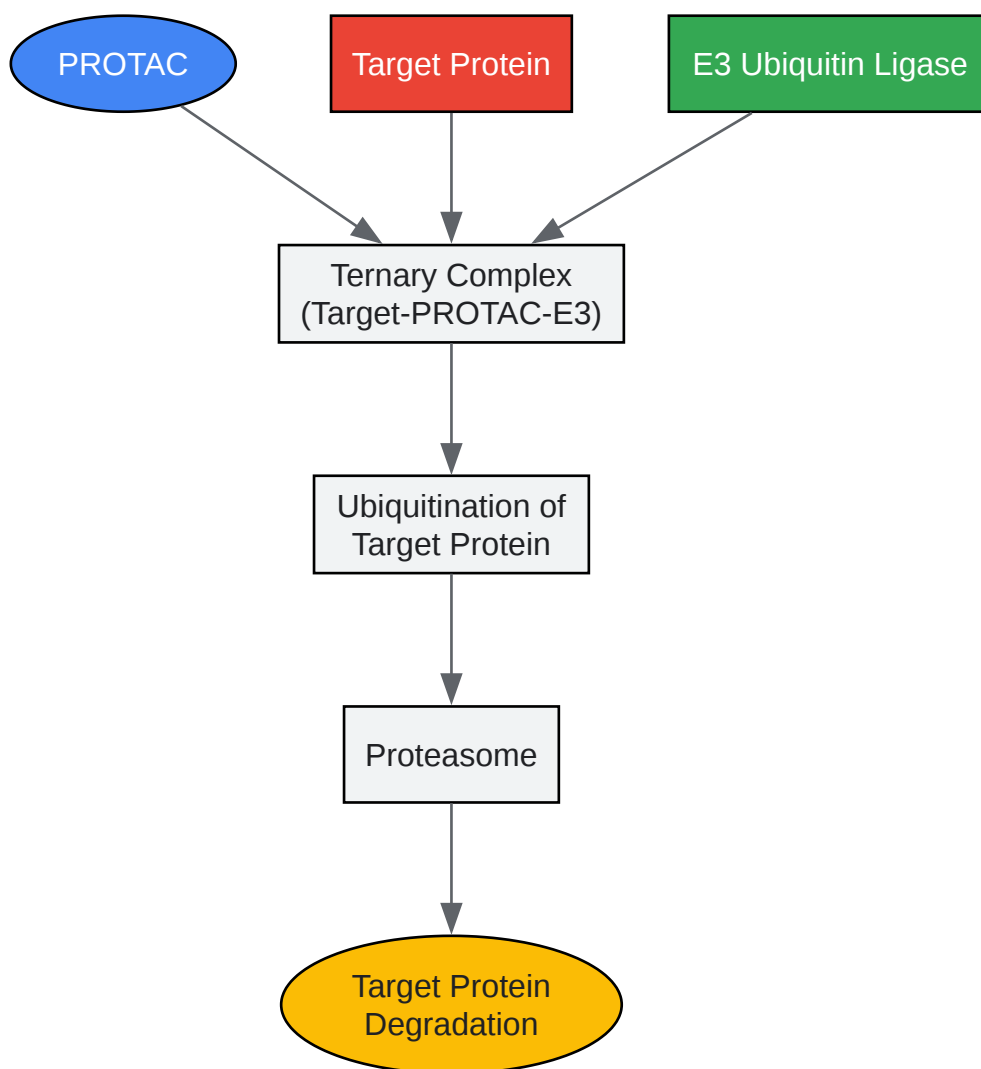 PROTAC
Target Protein
E3 Ubiquitin Ligase
Ternary Complex
(Target-PROTAC-E3)
Ubiquitination of
Target Protein
Proteasome
Target Protein
Degradation